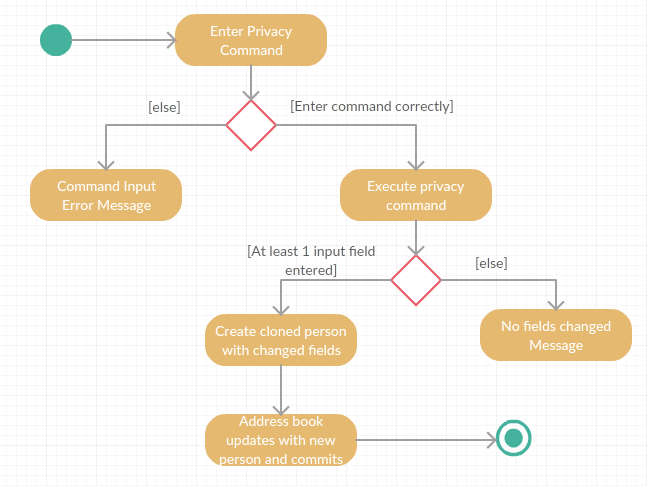 Enter Privacy
Command
[else]
[Enter command correctly]
Command Input
Error Message
Execute privacy
command
[At least 1 input field
entered]
[else]
Create cloned person
with changed fields
No fields changed
Message
Address book
updates with new
person and commits